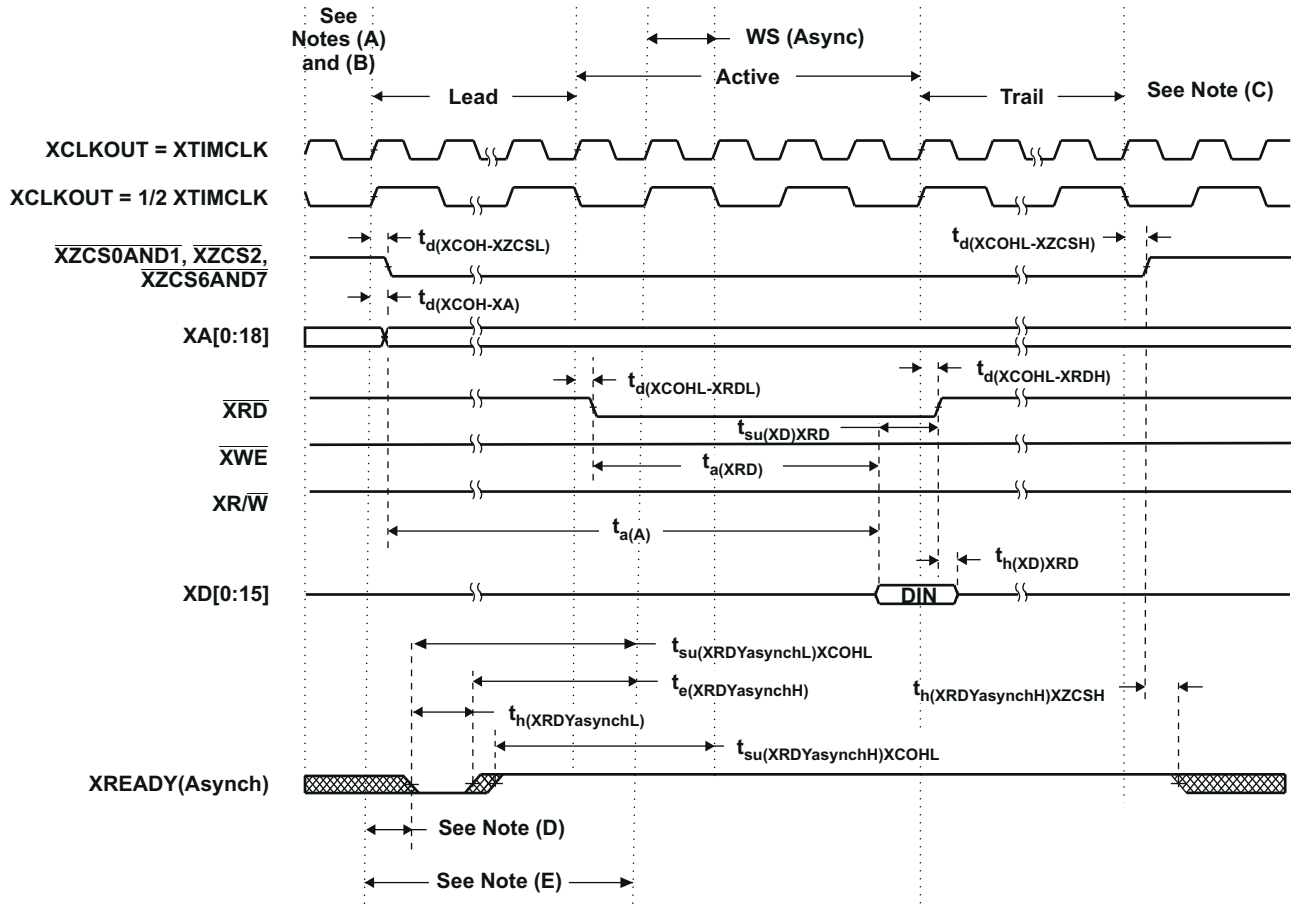 See
Notes (A)
and (B)
WS (Async)
Active
Lead
Trail
See Note (C)
XCLKOUT = XTIMCLK
XCLKOUT = 1/2 XTIMCLK
td(XCOH-XZCSL)
td(XCOHL-XZCSH)
XZCS0AND1, XZCS2,
XZCS6AND7
td(XCOH-XA)
XA[0:18]
td(XCOHL-XRDL)
td(XCOHL-XRDH)
XRD
tsu(XD)XRD
XWE
ta(XRD)
XR/W
ta(A)
th(XD)XRD
XD[0:15]
DIN
tsu(XRDYasynchL)XCOHL
te(XRDYasynchH)
th(XRDYasynchH)XZCSH
th(XRDYasynchL)
tsu(XRDYasynchH)XCOHL
XREADY(Asynch)
See Note (D)
See Note (E)